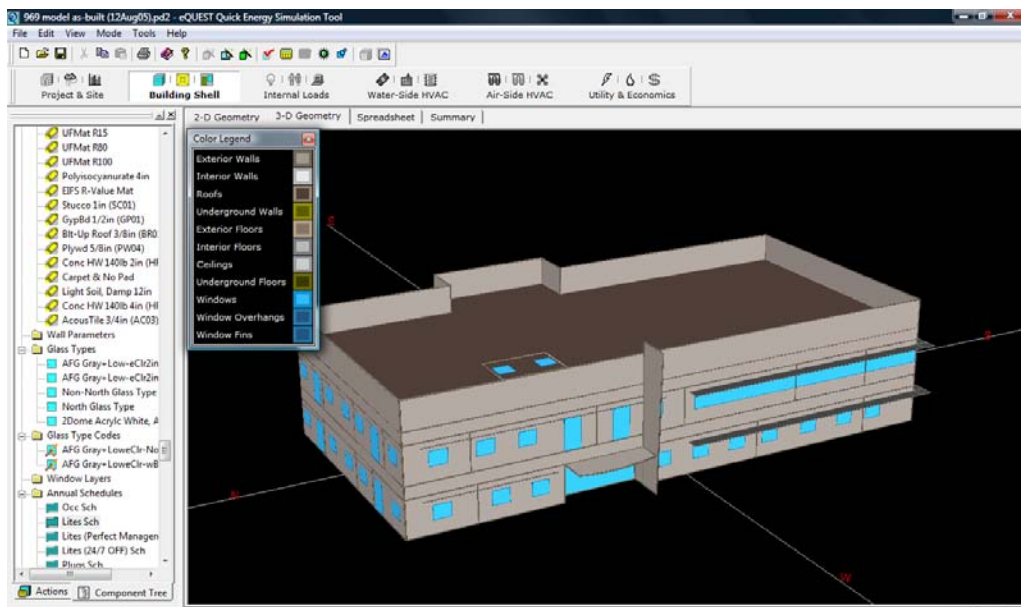 969 model as-built (12Aug05).pd2 - eQUEST Quick Energy Simulation Tool
File Edit View Mode Tools Help
Project & Site Building Shell Internal Loads Water-Side HVAC Air-Side HVAC Utility & Economics
2-D Geometry 3-D Geometry Spreadsheet Summary
UFMat R15
UFMat R80
UFMat R100
Polyisocyanurate 4in
EIFS R-Value Mat
Stucco 1in (SC01)
GypBd 1/2in (GP01)
Blt-Up Roof 3/8in (BR0
Plywd 5/8in (PW04)
Conc HW 140lb 2in (HF
Carpet & No Pad
Light Soil, Damp 12in
Conc HW 140lb 4in (HF
AcousTile 3/4in (AC03)
Wall Parameters
Glass Types
AFG Gray+Low-eClr2in
AFG Gray+Low-eClr2in
Non-North Glass Type
North Glass Type
2Dome Acrylc White, A
Glass Type Codes
AFG Gray+LoweClr-No
AFG Gray+LoweClr-wB
Window Layers
Annual Schedules
Occ Sch
Lites Sch
Lites (Perfect Managen
Lites (24/7 OFF) Sch
Plugs Sch
Actions Component Tree
Color Legend
Exterior Walls
Interior Walls
Roofs
Underground Walls
Exterior Floors
Interior Floors
Ceilings
Underground Floors
Windows
Window Overhangs
Window Fins
W